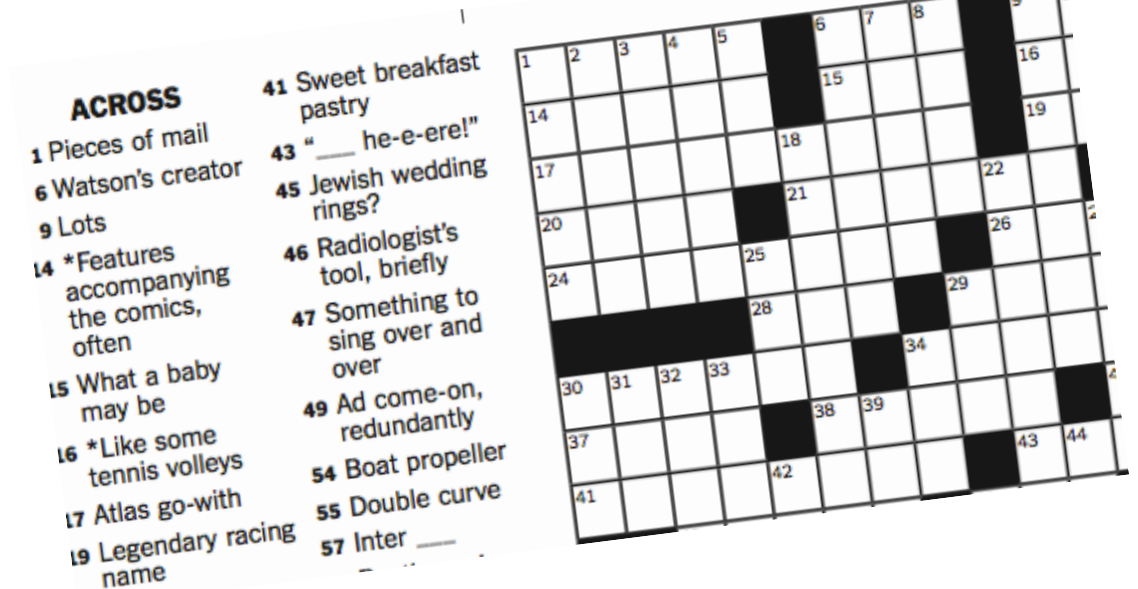 ACROSS
1 Pieces of mail
6 Watson's creator
9 Lots
14 *Features
accompanying
the comics,
often
15 What a baby
may be
16 *Like some
tennis volleys
17 Atlas go-with
19 Legendary racing
name
41 Sweet breakfast
pastry
43 "___ he-e-ere!"
45 Jewish wedding
rings?
46 Radiologist's
tool, briefly
47 Something to
sing over and
over
49 Ad come-on,
redundantly
54 Boat propeller
55 Double curve
57 Inter ___
1 2 3 4 5 6 7 8 9
14 15 16
17 18 19
20 21 22
24 25 26
28 29
30 31 32 33 34
37 38 39
41 42 43 44